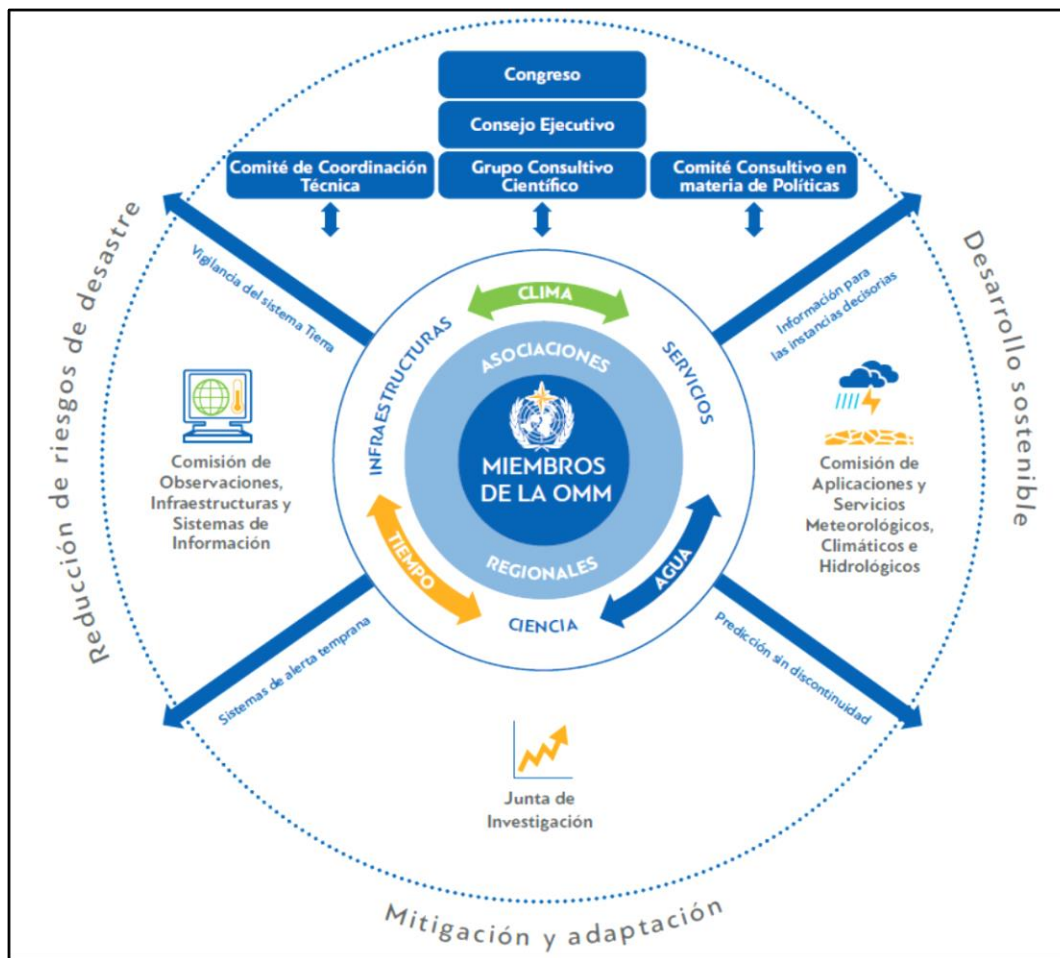 Congreso
Consejo Ejecutivo
Comité de Coordinación
Técnica
Grupo Consultivo
Científico
Comité Consultivo en
materia de Políticas
Reducción de riesgos de desastre
Vigilancia del sistema Tierra
Información para
las instancias decisorias
Desarrollo sostenible
CLIMA
INFRAESTRUCTURAS
SERVICIOS
ASOCIACIONES
MIEMBROS
DE LA OMM
REGIONALES
TIEMPO
AGUA
CIENCIA
Comisión de
Observaciones,
Infraestructuras y
Sistemas de
Información
Comisión de
Aplicaciones y
Servicios
Meteorológicos,
Climáticos e
Hidrológicos
Sistemas de alerta temprana
Predicción sin discontinuidad
Junta de
Investigación
Mitigación y adaptación